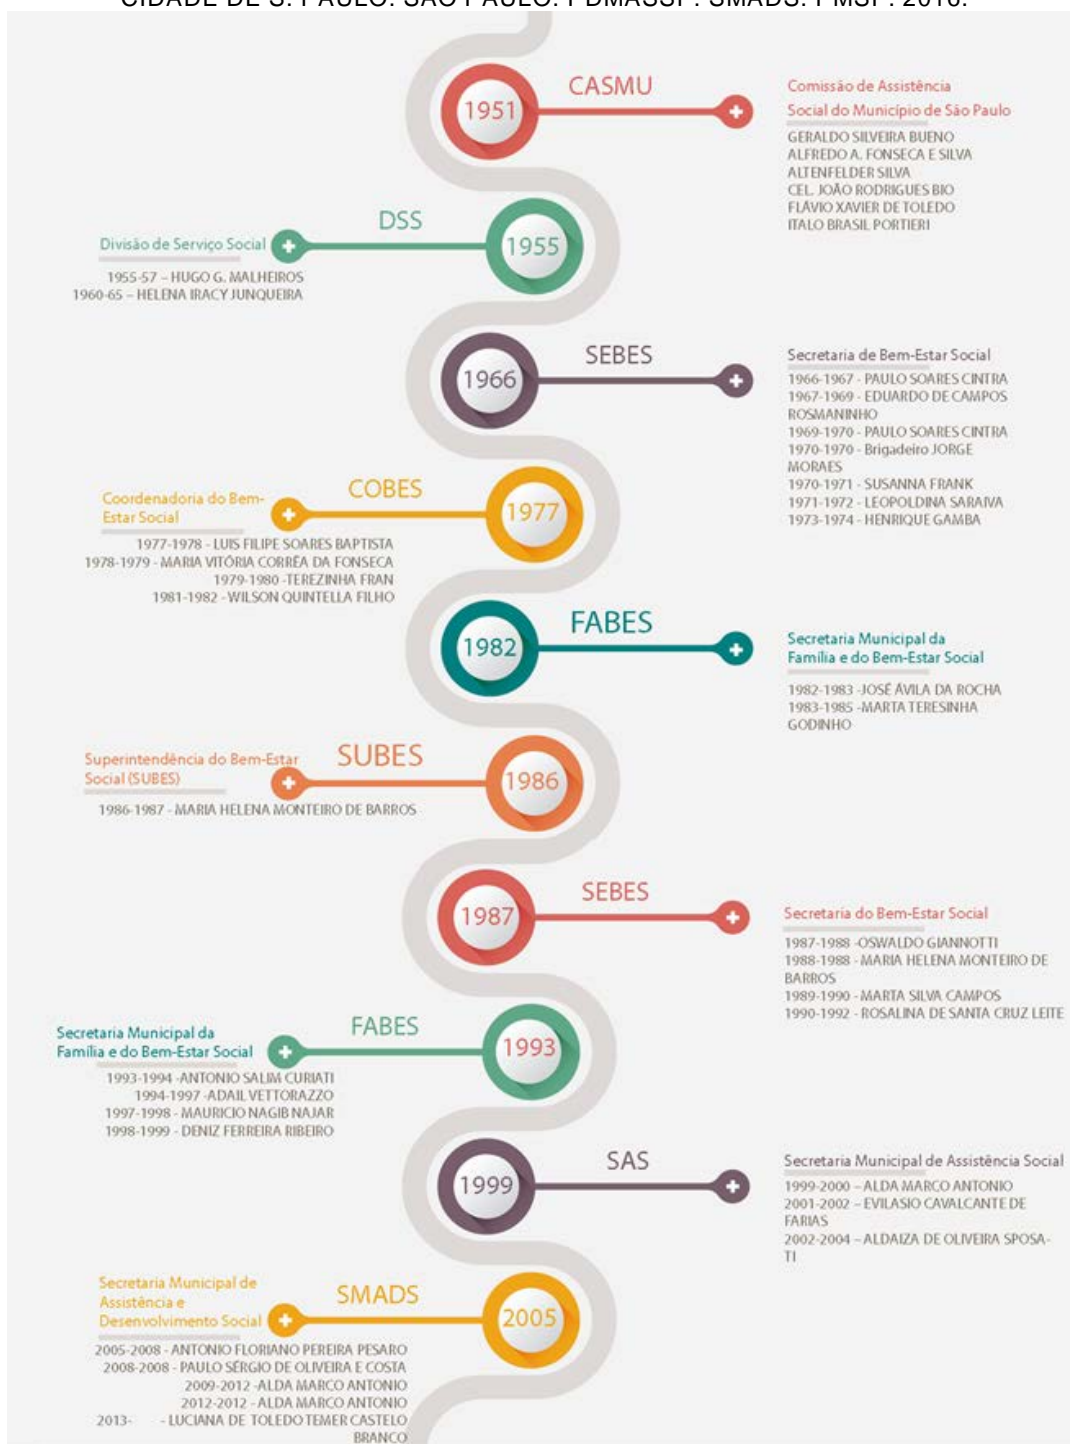 CIDADE DE S. PAULO. SÃO PAULO: PDMASSP: SMADS: PMSP: 2016.
1951
CASMU
Comissão de Assistência
Social do Município de São Paulo
GERALDO SILVEIRA BUENO
ALFREDO A. FONSECA E SILVA
ALTENFELDER SILVA
CEL. JOÃO RODRIGUES BIO
FLÁVIO XAVIER DE TOLEDO
ITALO BRASIL PORTIERI
DSS
1955
Divisão de Serviço Social
1955-57 – HUGO G. MALHEIROS
1960-65 – HELENA IRACY JUNQUEIRA
1966
SEBES
Secretaria de Bem-Estar Social
1966-1967 - PAULO SOARES CINTRA
1967-1969 - EDUARDO DE CAMPOS
ROSMANINHO
1969-1970 - PAULO SOARES CINTRA
1970-1970 - Brigadeiro JORGE
MORAES
1970-1971 - SUSANNA FRANK
1971-1972 - LEOPOLDINA SARAIVA
1973-1974 - HENRIQUE GAMBA
COBES
1977
Coordenadoria do Bem-
Estar Social
1977-1978 - LUIS FILIPE SOARES BAPTISTA
1978-1979 - MARIA VITÓRIA CORRÊA DA FONSECA
1979-1980 -TEREZINHA FRAN
1981-1982 - WILSON QUINTELLA FILHO
1982
FABES
Secretaria Municipal da
Família e do Bem-Estar Social
1982-1983 -JOSÉ ÁVILA DA ROCHA
1983-1985 -MARTA TERESINHA
GODINHO
SUBES
1986
Superintendência do Bem-Estar
Social (SUBES)
1986-1987 - MARIA HELENA MONTEIRO DE BARROS
1987
SEBES
Secretaria do Bem-Estar Social
1987-1988 -OSWALDO GIANNOTTI
1988-1988 - MARIA HELENA MONTEIRO DE
BARROS
1989-1990 - MARTA SILVA CAMPOS
1990-1992 - ROSALINA DE SANTA CRUZ LEITE
FABES
1993
Secretaria Municipal da
Família e do Bem-Estar Social
1993-1994 -ANTONIO SALIM CURIATI
1994-1997 -ADAIL VETTORAZZO
1997-1998 - MAURICIO NAGIB NAJAR
1998-1999 - DENIZ FERREIRA RIBEIRO
1999
SAS
Secretaria Municipal de Assistência Social
1999-2000 – ALDA MARCO ANTONIO
2001-2002 – EVILASIO CAVALCANTE DE
FARIAS
2002-2004 – ALDAIZA DE OLIVEIRA SPOSA-
TI
SMADS
2005
Secretaria Municipal de
Assistência e
Desenvolvimento Social
2005-2008 - ANTONIO FLORIANO PEREIRA PESARO
2008-2008 - PAULO SÉRGIO DE OLIVEIRA E COSTA
2009-2012 -ALDA MARCO ANTONIO
2012-2012 - ALDA MARCO ANTONIO
2013- - LUCIANA DE TOLEDO TEMER CASTELO
BRANCO